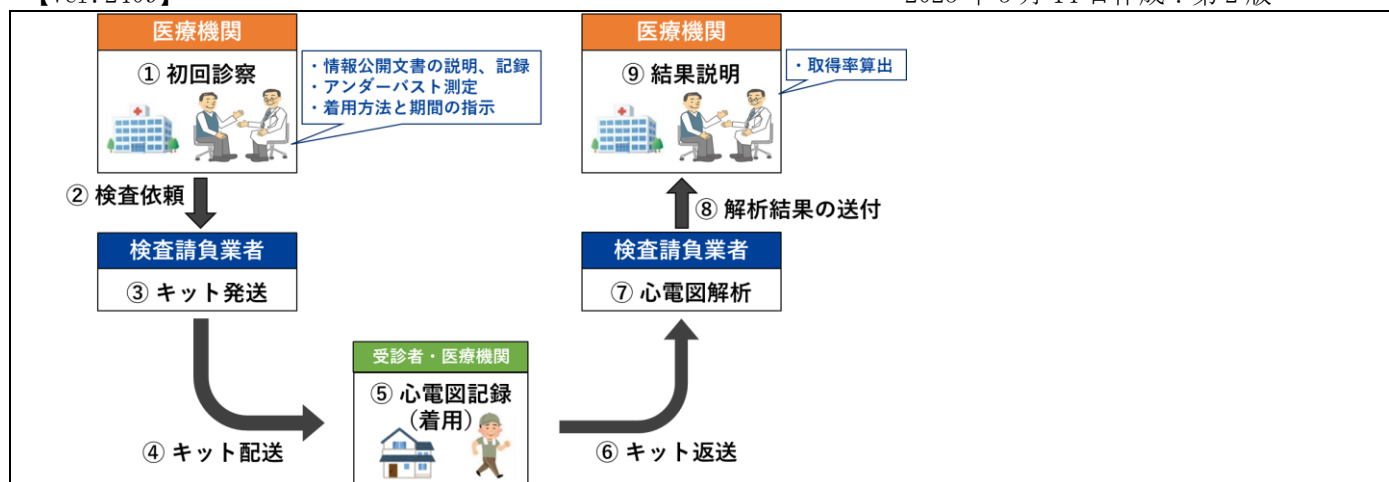 医療機関
① 初回診察
・情報公開文書の説明、記録
・アンダーバスト測定
・着用方法と期間の指示
② 検査依頼
検査請負業者
③ キット発送
④ キット配送
受診者・医療機関
⑤ 心電図記録
（着用）
⑥ キット返送
検査請負業者
⑦ 心電図解析
⑧ 解析結果の送付
医療機関
⑨ 結果説明
・取得率算出